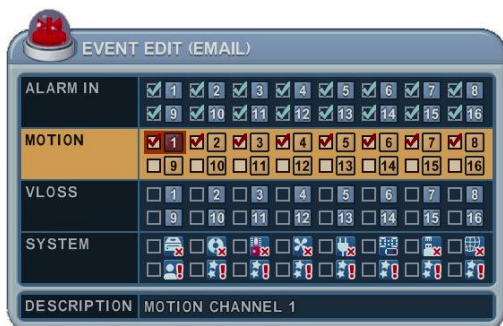 EVENT EDIT (EMAIL)
ALARM IN 1 2 3 4 5 6 7 8
9 10 11 12 13 14 15 16
MOTION 1 2 3 4 5 6 7 8
9 10 11 12 13 14 15 16
VLOSS 1 2 3 4 5 6 7 8
9 10 11 12 13 14 15 16
SYSTEM
DESCRIPTION MOTION CHANNEL 1